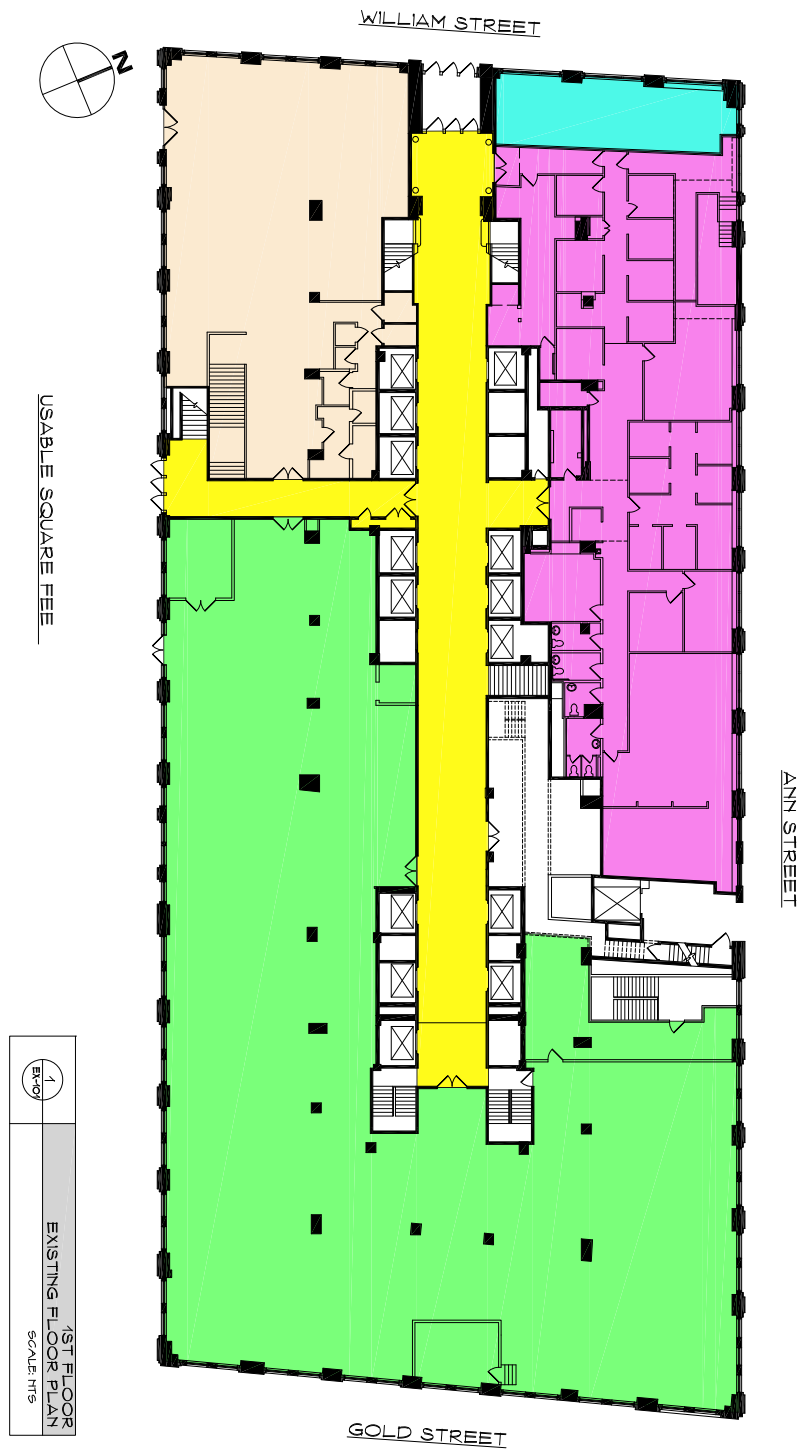 WILLIAM STREET
N
USABLE SQUARE FEE
ANN STREET
1
EX-101
1ST FLOOR
EXISTING FLOOR PLAN
SCALE: NTS
GOLD STREET